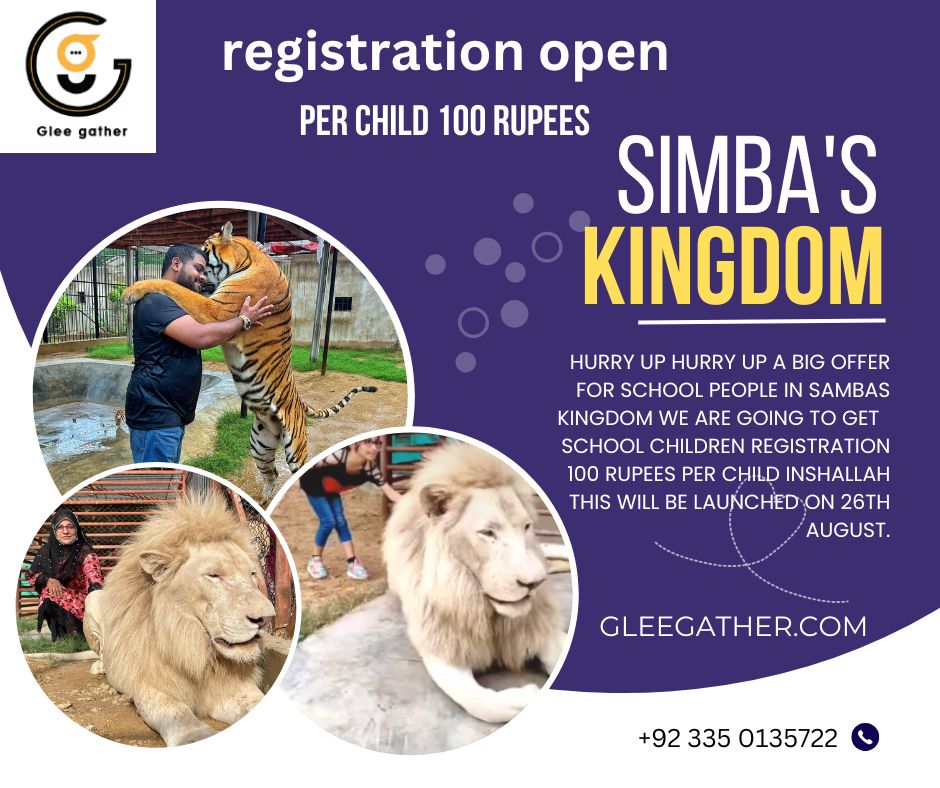 Glee gather
registration open
PER CHILD 100 RUPEES
SIMBA'S
KINGDOM
HURRY UP HURRY UP A BIG OFFER
FOR SCHOOL PEOPLE IN SAMBAS
KINGDOM WE ARE GOING TO GET
SCHOOL CHILDREN REGISTRATION
100 RUPEES PER CHILD INSHALLAH
THIS WILL BE LAUNCHED ON 26TH
AUGUST.
GLEEGATHER.COM
+92 335 0135722